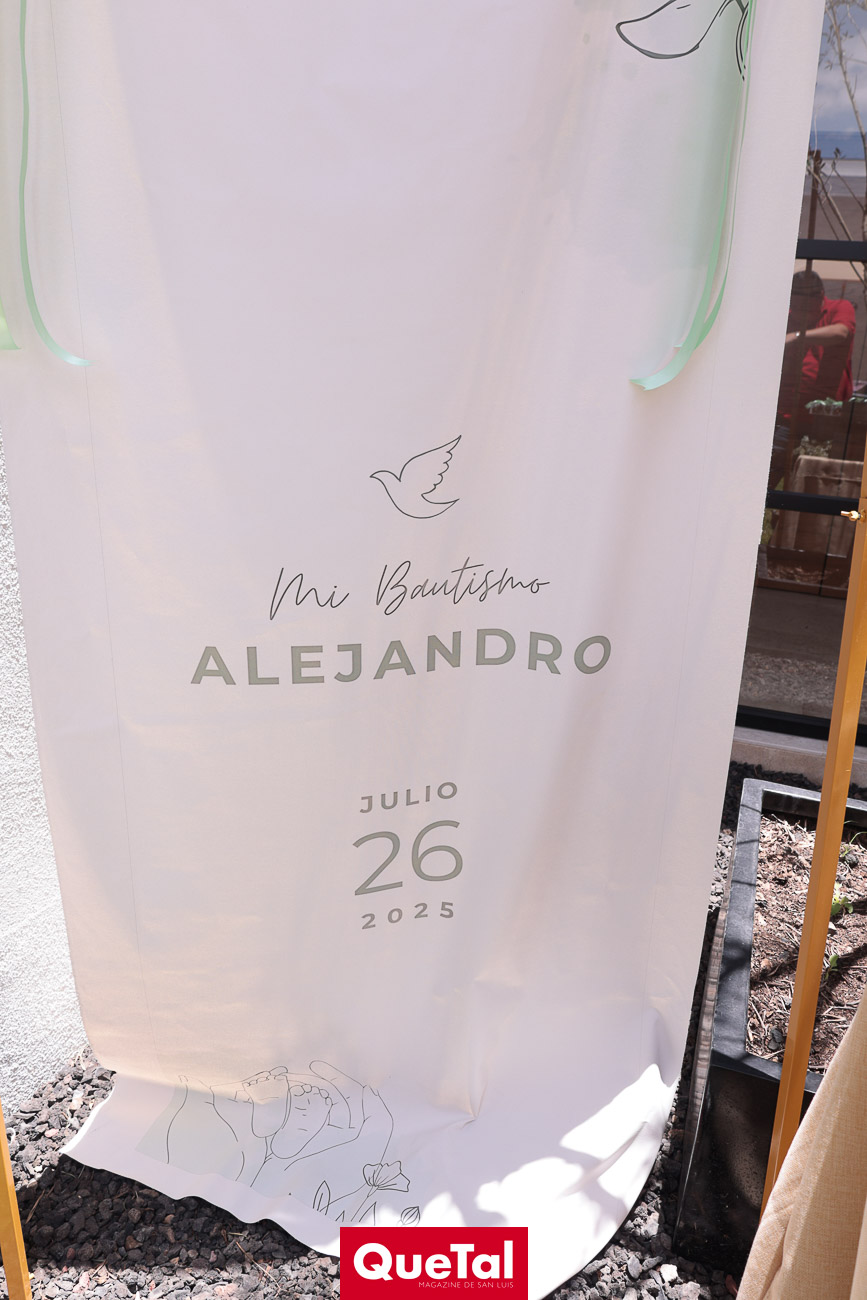 Mi Bautismo
ALEJANDRO
JULIO
26
2025
QueTal
MAGAZINE DE SAN LUIS